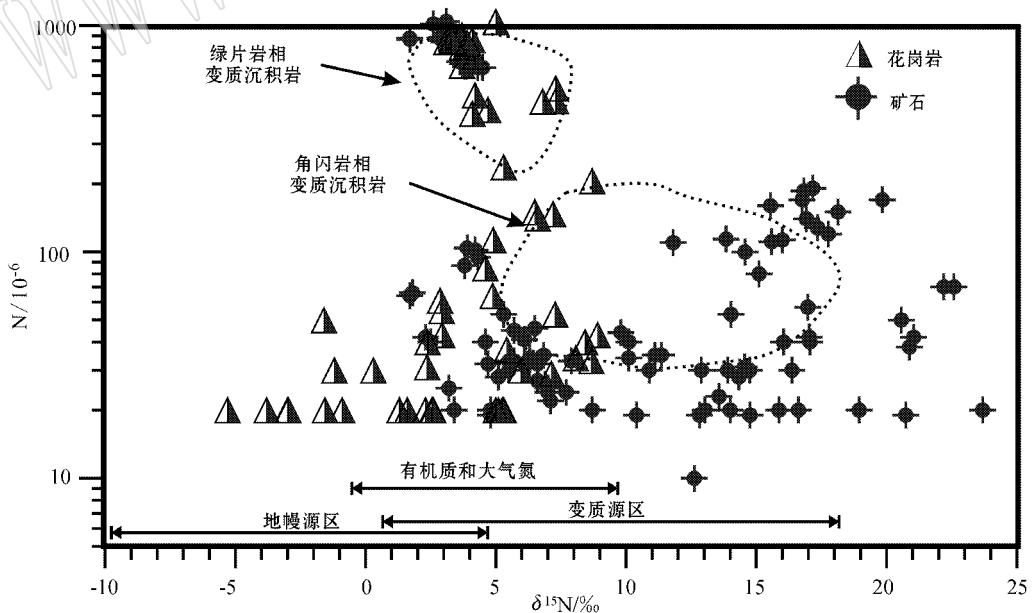 1000
100
10
N/10⁻⁶
绿片岩相
变质沉积岩
角闪岩相
变质沉积岩
花岗岩
矿石
有机质和大气氮
变质源区
地幔源区
-10
-5
0
5
10
15
20
25
δ¹⁵N/‰